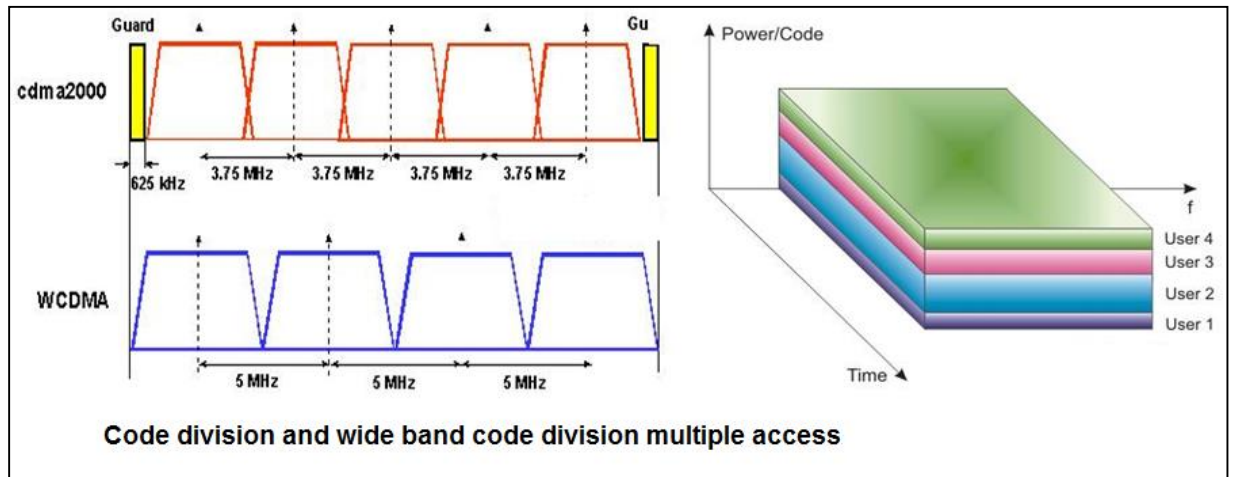 Guard
Gu
cdma2000
3.75 MHz 3.75 MHz 3.75 MHz 3.75 MHz
625 kHz
WCDMA
5 MHz 5 MHz 5 MHz
Power/Code
f
User 4
User 3
User 2
User 1
Time
Code division and wide band code division multiple access